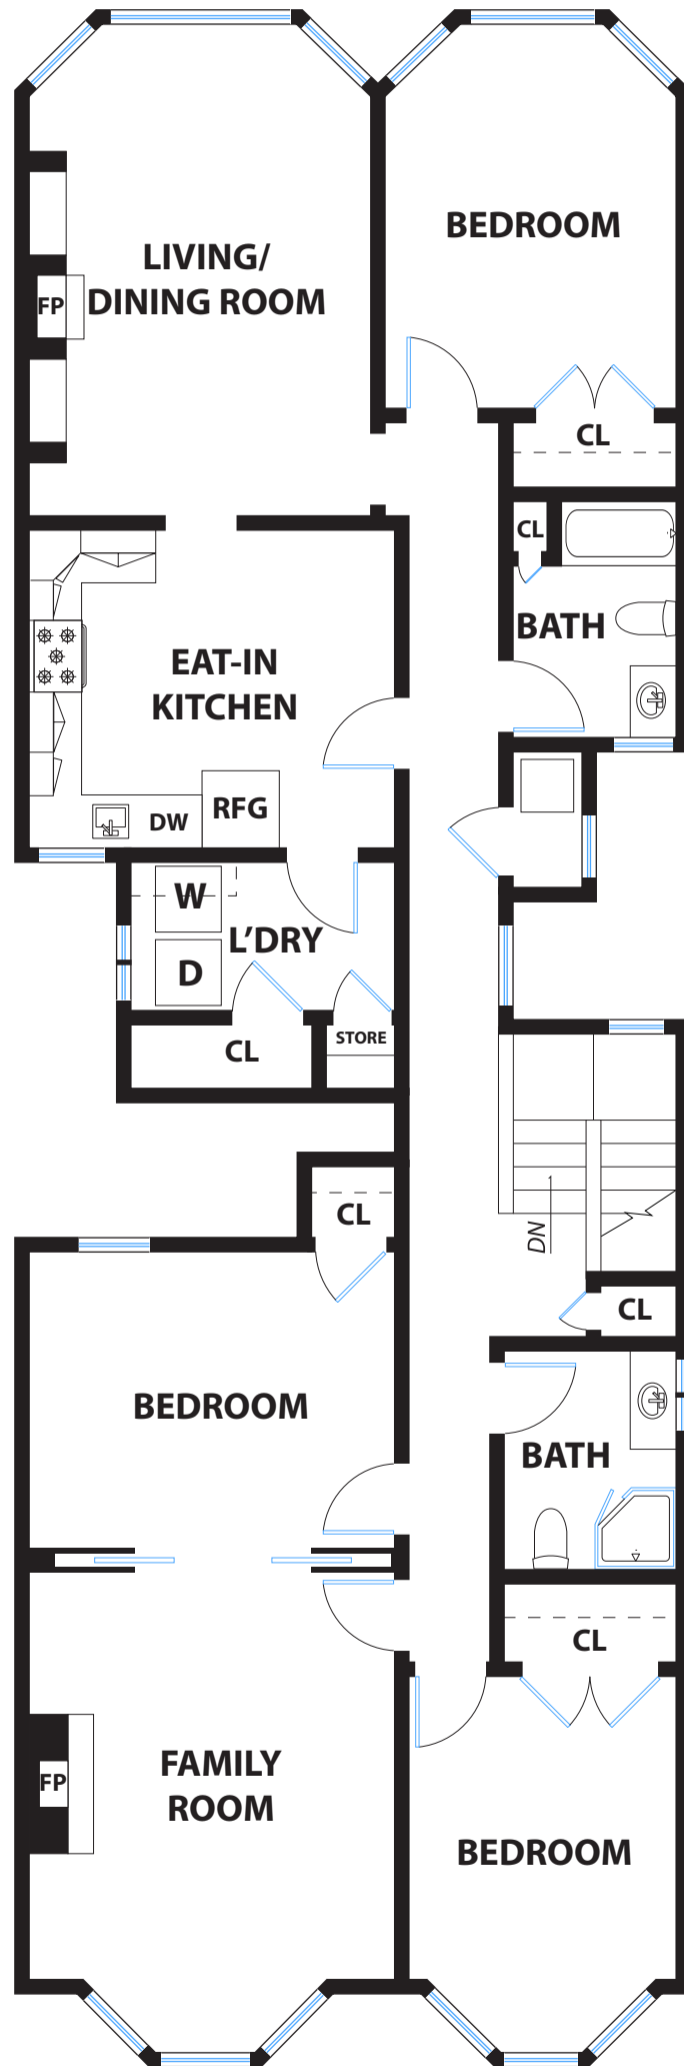 BEDROOM
LIVING/
DINING ROOM
FP
CL
CL
BATH
EAT-IN
KITCHEN
RFG
DW
W
L'DRY
D
STORE
CL
CL
DN
CL
BEDROOM
BATH
CL
FAMILY
ROOM
FP
BEDROOM